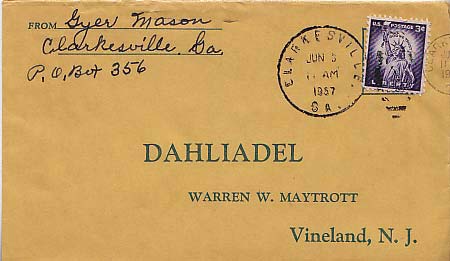 FROM Gyer Mason
Clarkesville, Ga.
P.O. Box 356
CLARKESVILLE, GA.
JUN 5
11 AM
1957
U.S. POSTAGE 3¢
LIBERTY
DAHLIADEL
WARREN W. MAYTROTT
Vineland, N. J.